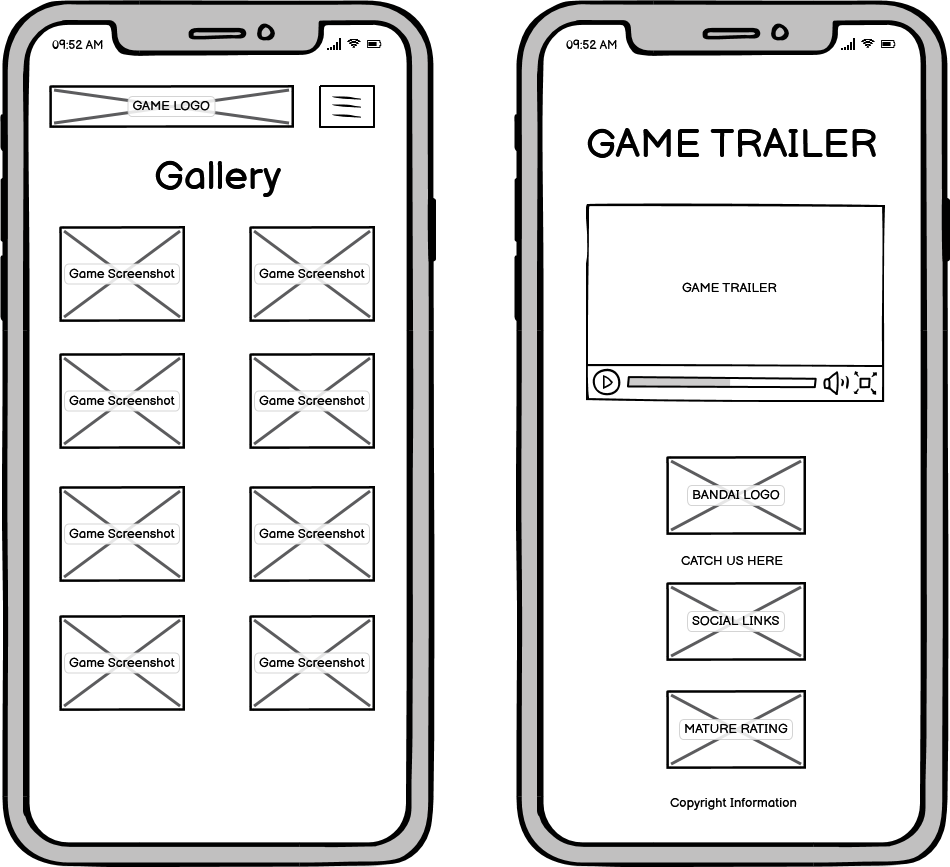 09:52 AM
GAME LOGO
Gallery
Game Screenshot
Game Screenshot
Game Screenshot
Game Screenshot
Game Screenshot
Game Screenshot
Game Screenshot
Game Screenshot
09:52 AM
GAME TRAILER
GAME TRAILER
BANDAI LOGO
CATCH US HERE
SOCIAL LINKS
MATURE RATING
Copyright Information